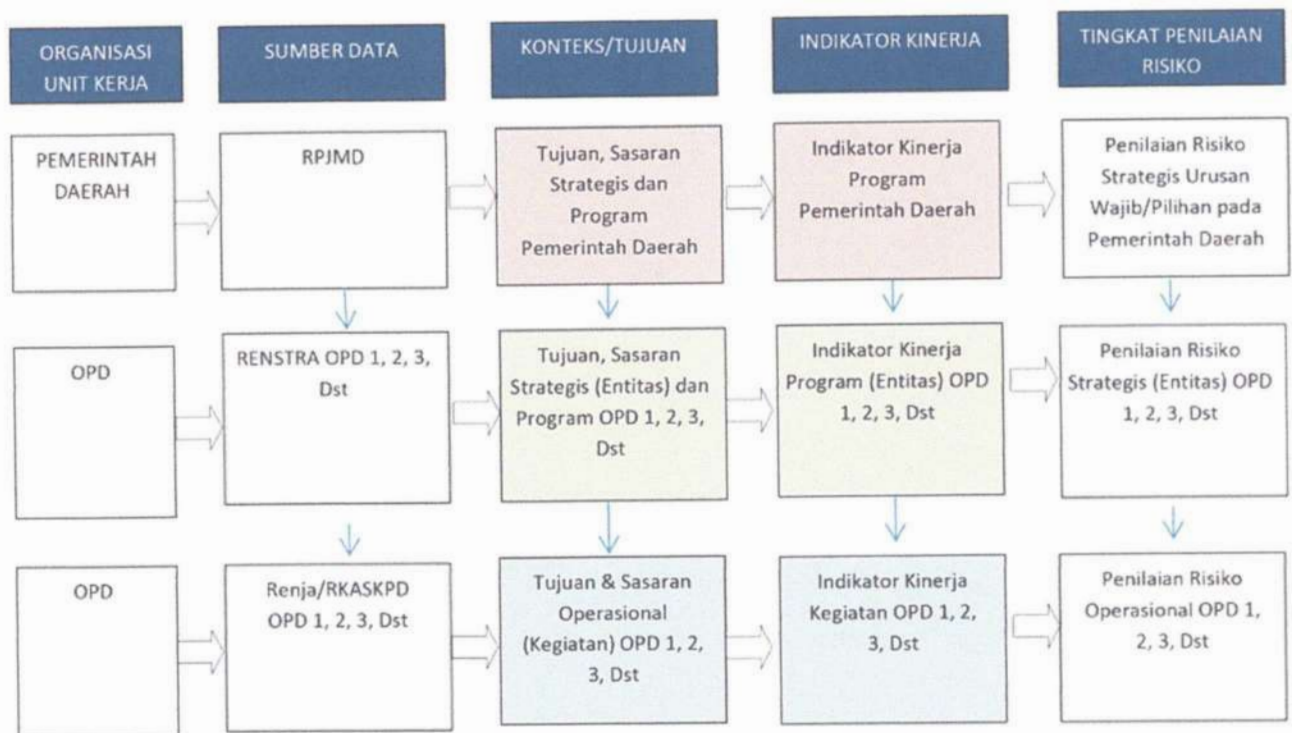 ORGANISASI
UNIT KERJA
SUMBER DATA
KONTEKS/TUJUAN
INDIKATOR KINERJA
TINGKAT PENILAIAN
RISIKO
PEMERINTAH
DAERAH
RPJMD
Tujuan, Sasaran
Strategis dan
Program
Pemerintah Daerah
Indikator Kinerja
Program
Pemerintah Daerah
Penilaian Risiko
Strategis Urusan
Wajib/Pilihan pada
Pemerintah Daerah
OPD
RENSTRA OPD 1, 2, 3,
Dst
Tujuan, Sasaran
Strategis (Entitas) dan
Program OPD 1, 2, 3,
Dst
Indikator Kinerja
Program (Entitas) OPD
1, 2, 3, Dst
Penilaian Risiko
Strategis (Entitas) OPD
1, 2, 3, Dst
OPD
Renja/RKASKPD
OPD 1, 2, 3, Dst
Tujuan & Sasaran
Operasional
(Kegiatan) OPD 1, 2,
3, Dst
Indikator Kinerja
Kegiatan OPD 1, 2,
3, Dst
Penilaian Risiko
Operasional OPD 1,
2, 3, Dst